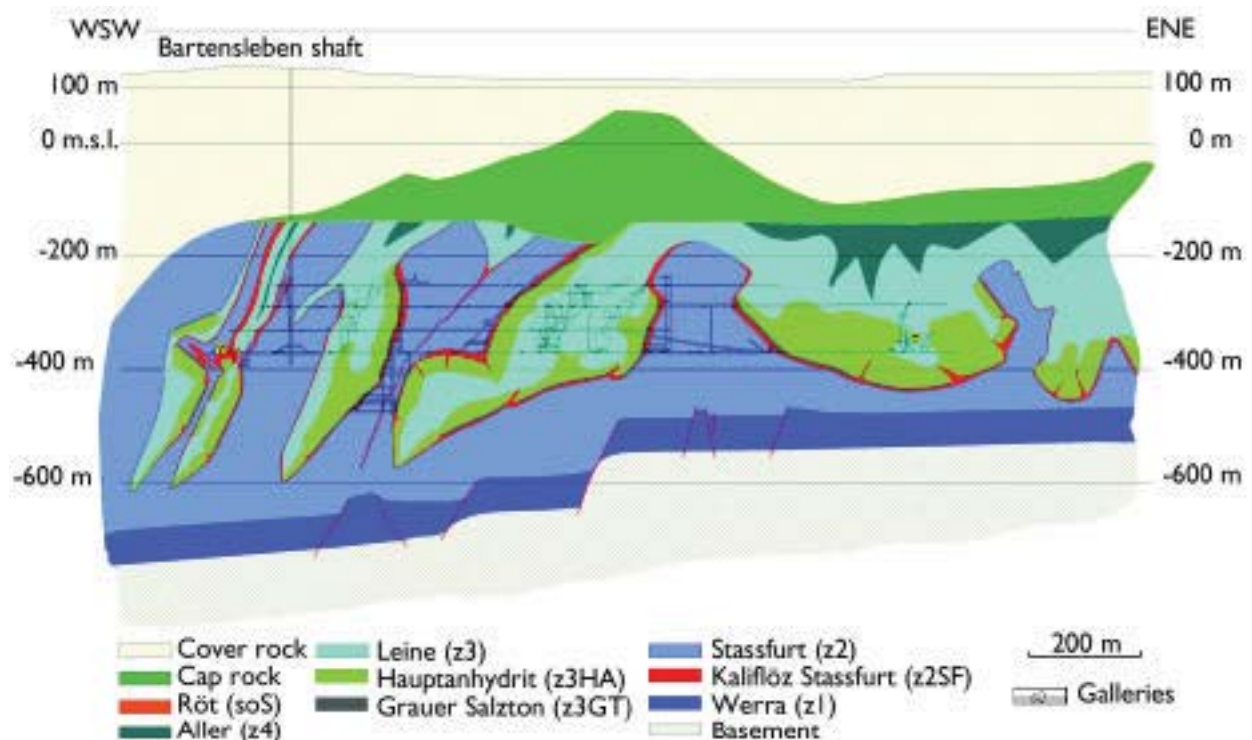 WSW ENE
Bartensleben shaft
100 m 100 m
0 m.s.l. 0 m
-200 m -200 m
-400 m -400 m
-600 m -600 m
Cover rock Leine (z3) Stassfurt (z2) 200 m
Cap rock Hauptanhydrit (z3HA) Kaliflöz Stassfurt (z2SF)
Röt (soS) Grauer Salzton (z3GT) Werra (z1) Galleries
Aller (z4) Basement